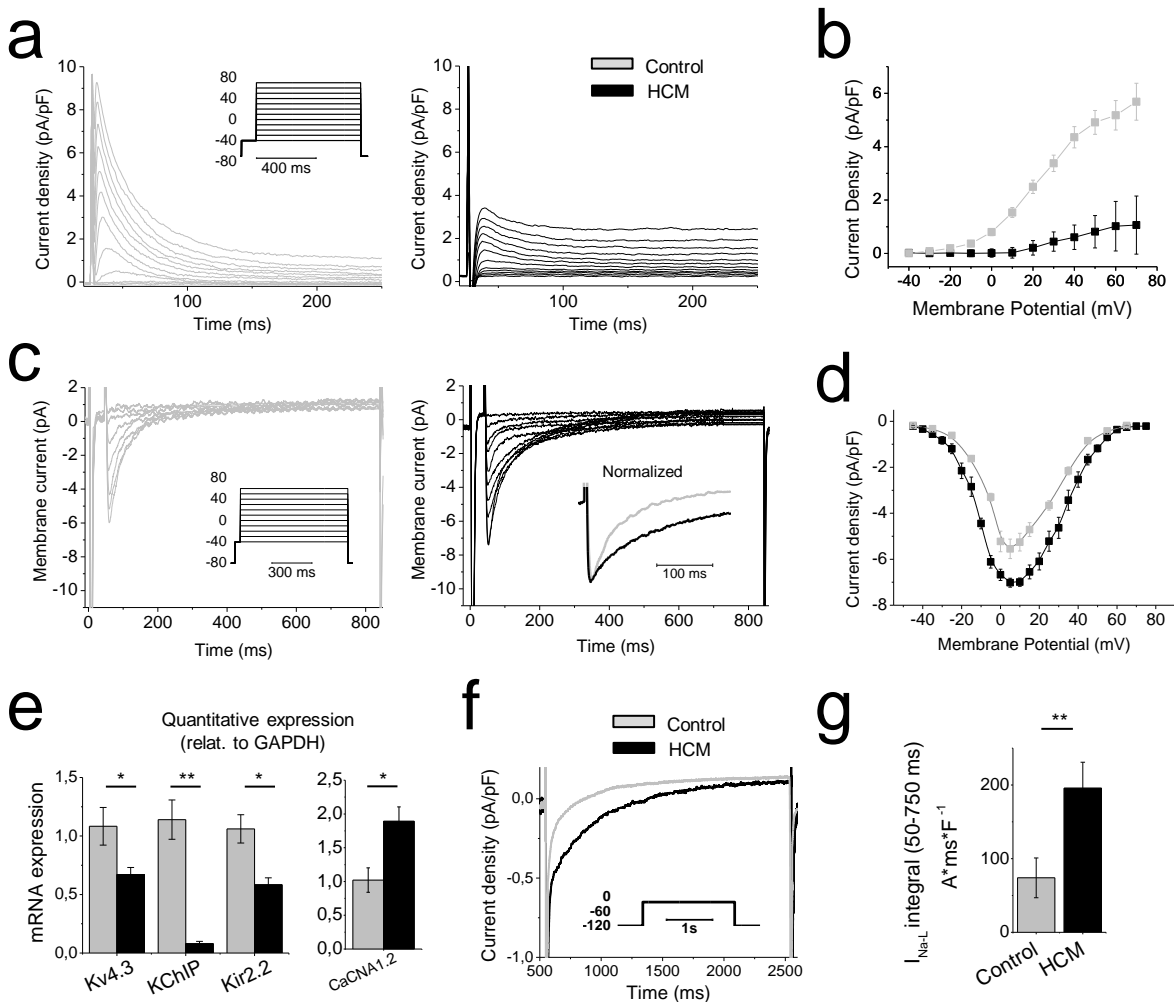 a
Current density (pA/pF)
10
8
6
4
2
0
80
40
0
-40
-80
400 ms
100
200
Time (ms)
Current density (pA/pF)
10
8
6
4
2
0
Control
HCM
100
200
Time (ms)
b
Current Density (pA/pF)
6
4
2
0
-40
-20
0
20
40
60
80
Membrane Potential (mV)
c
Membrane current (pA)
2
0
-2
-4
-6
-8
-10
80
40
0
-40
-80
300 ms
0
200
400
600
800
Time (ms)
Membrane current (pA)
2
0
-2
-4
-6
-8
-10
Normalized
100 ms
0
200
400
600
800
Time (ms)
d
Current density (pA/pF)
0
-2
-4
-6
-8
-40
-20
0
20
40
60
80
Membrane Potential (mV)
e
Quantitative expression
(relat. to GAPDH)
mRNA expression
1,5
1,0
0,5
0,0
*
**
*
Kv4.3
KChIP
Kir2.2
2,5
2,0
1,5
1,0
0,5
0,0
*
CaCNA1.2
f
Control
HCM
Current density (pA/pF)
0,0
-0,5
-1,0
0
-60
-120
1s
500
1000
1500
2000
2500
Time (ms)
g
I Na-L integral (50-750 ms)
A*ms*F -1
200
100
0
**
Control
HCM